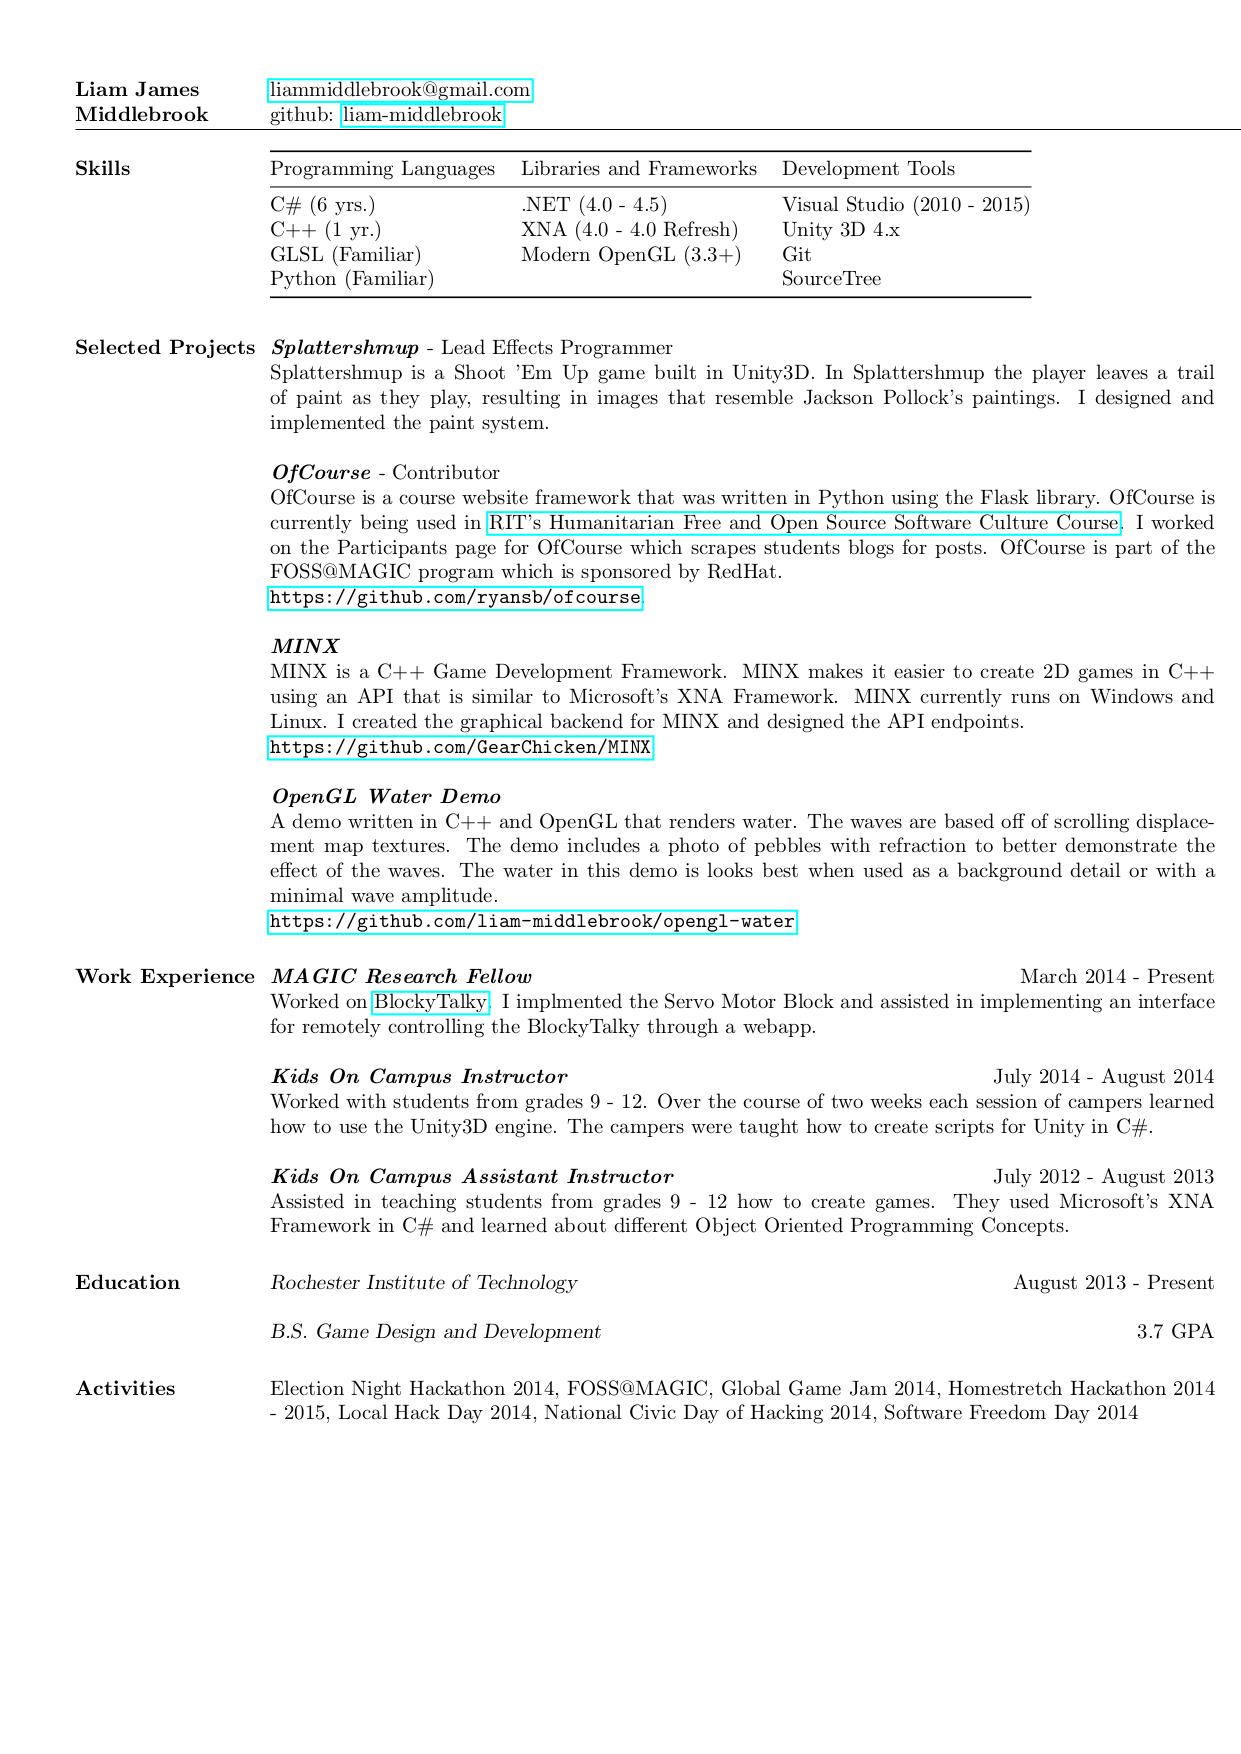 Liam James liammiddlebrook@gmail.com
Middlebrook github: liam-middlebrook
Skills Programming Languages Libraries and Frameworks Development Tools
C# (6 yrs.) .NET (4.0 - 4.5) Visual Studio (2010 - 2015)
C++ (1 yr.) XNA (4.0 - 4.0 Refresh) Unity 3D 4.x
GLSL (Familiar) Modern OpenGL (3.3+) Git
Python (Familiar) SourceTree
Selected Projects Splattershmup - Lead Effects Programmer
Splattershmup is a Shoot 'Em Up game built in Unity3D. In Splattershmup the player leaves a trail
of paint as they play, resulting in images that resemble Jackson Pollock's paintings. I designed and
implemented the paint system.
OfCourse - Contributor
OfCourse is a course website framework that was written in Python using the Flask library. OfCourse is
currently being used in RIT's Humanitarian Free and Open Source Software Culture Course. I worked
on the Participants page for OfCourse which scrapes students blogs for posts. OfCourse is part of the
FOSS@MAGIC program which is sponsored by RedHat.
https://github.com/ryansb/ofcourse
MINX
MINX is a C++ Game Development Framework. MINX makes it easier to create 2D games in C++
using an API that is similar to Microsoft's XNA Framework. MINX currently runs on Windows and
Linux. I created the graphical backend for MINX and designed the API endpoints.
https://github.com/GearChicken/MINX
OpenGL Water Demo
A demo written in C++ and OpenGL that renders water. The waves are based off of scrolling displace-
ment map textures. The demo includes a photo of pebbles with refraction to better demonstrate the
effect of the waves. The water in this demo is looks best when used as a background detail or with a
minimal wave amplitude.
https://github.com/liam-middlebrook/opengl-water
Work Experience MAGIC Research Fellow March 2014 - Present
Worked on BlockyTalky. I implmented the Servo Motor Block and assisted in implementing an interface
for remotely controlling the BlockyTalky through a webapp.
Kids On Campus Instructor July 2014 - August 2014
Worked with students from grades 9 - 12. Over the course of two weeks each session of campers learned
how to use the Unity3D engine. The campers were taught how to create scripts for Unity in C#.
Kids On Campus Assistant Instructor July 2012 - August 2013
Assisted in teaching students from grades 9 - 12 how to create games. They used Microsoft's XNA
Framework in C# and learned about different Object Oriented Programming Concepts.
Education Rochester Institute of Technology August 2013 - Present
B.S. Game Design and Development 3.7 GPA
Activities Election Night Hackathon 2014, FOSS@MAGIC, Global Game Jam 2014, Homestretch Hackathon 2014
- 2015, Local Hack Day 2014, National Civic Day of Hacking 2014, Software Freedom Day 2014